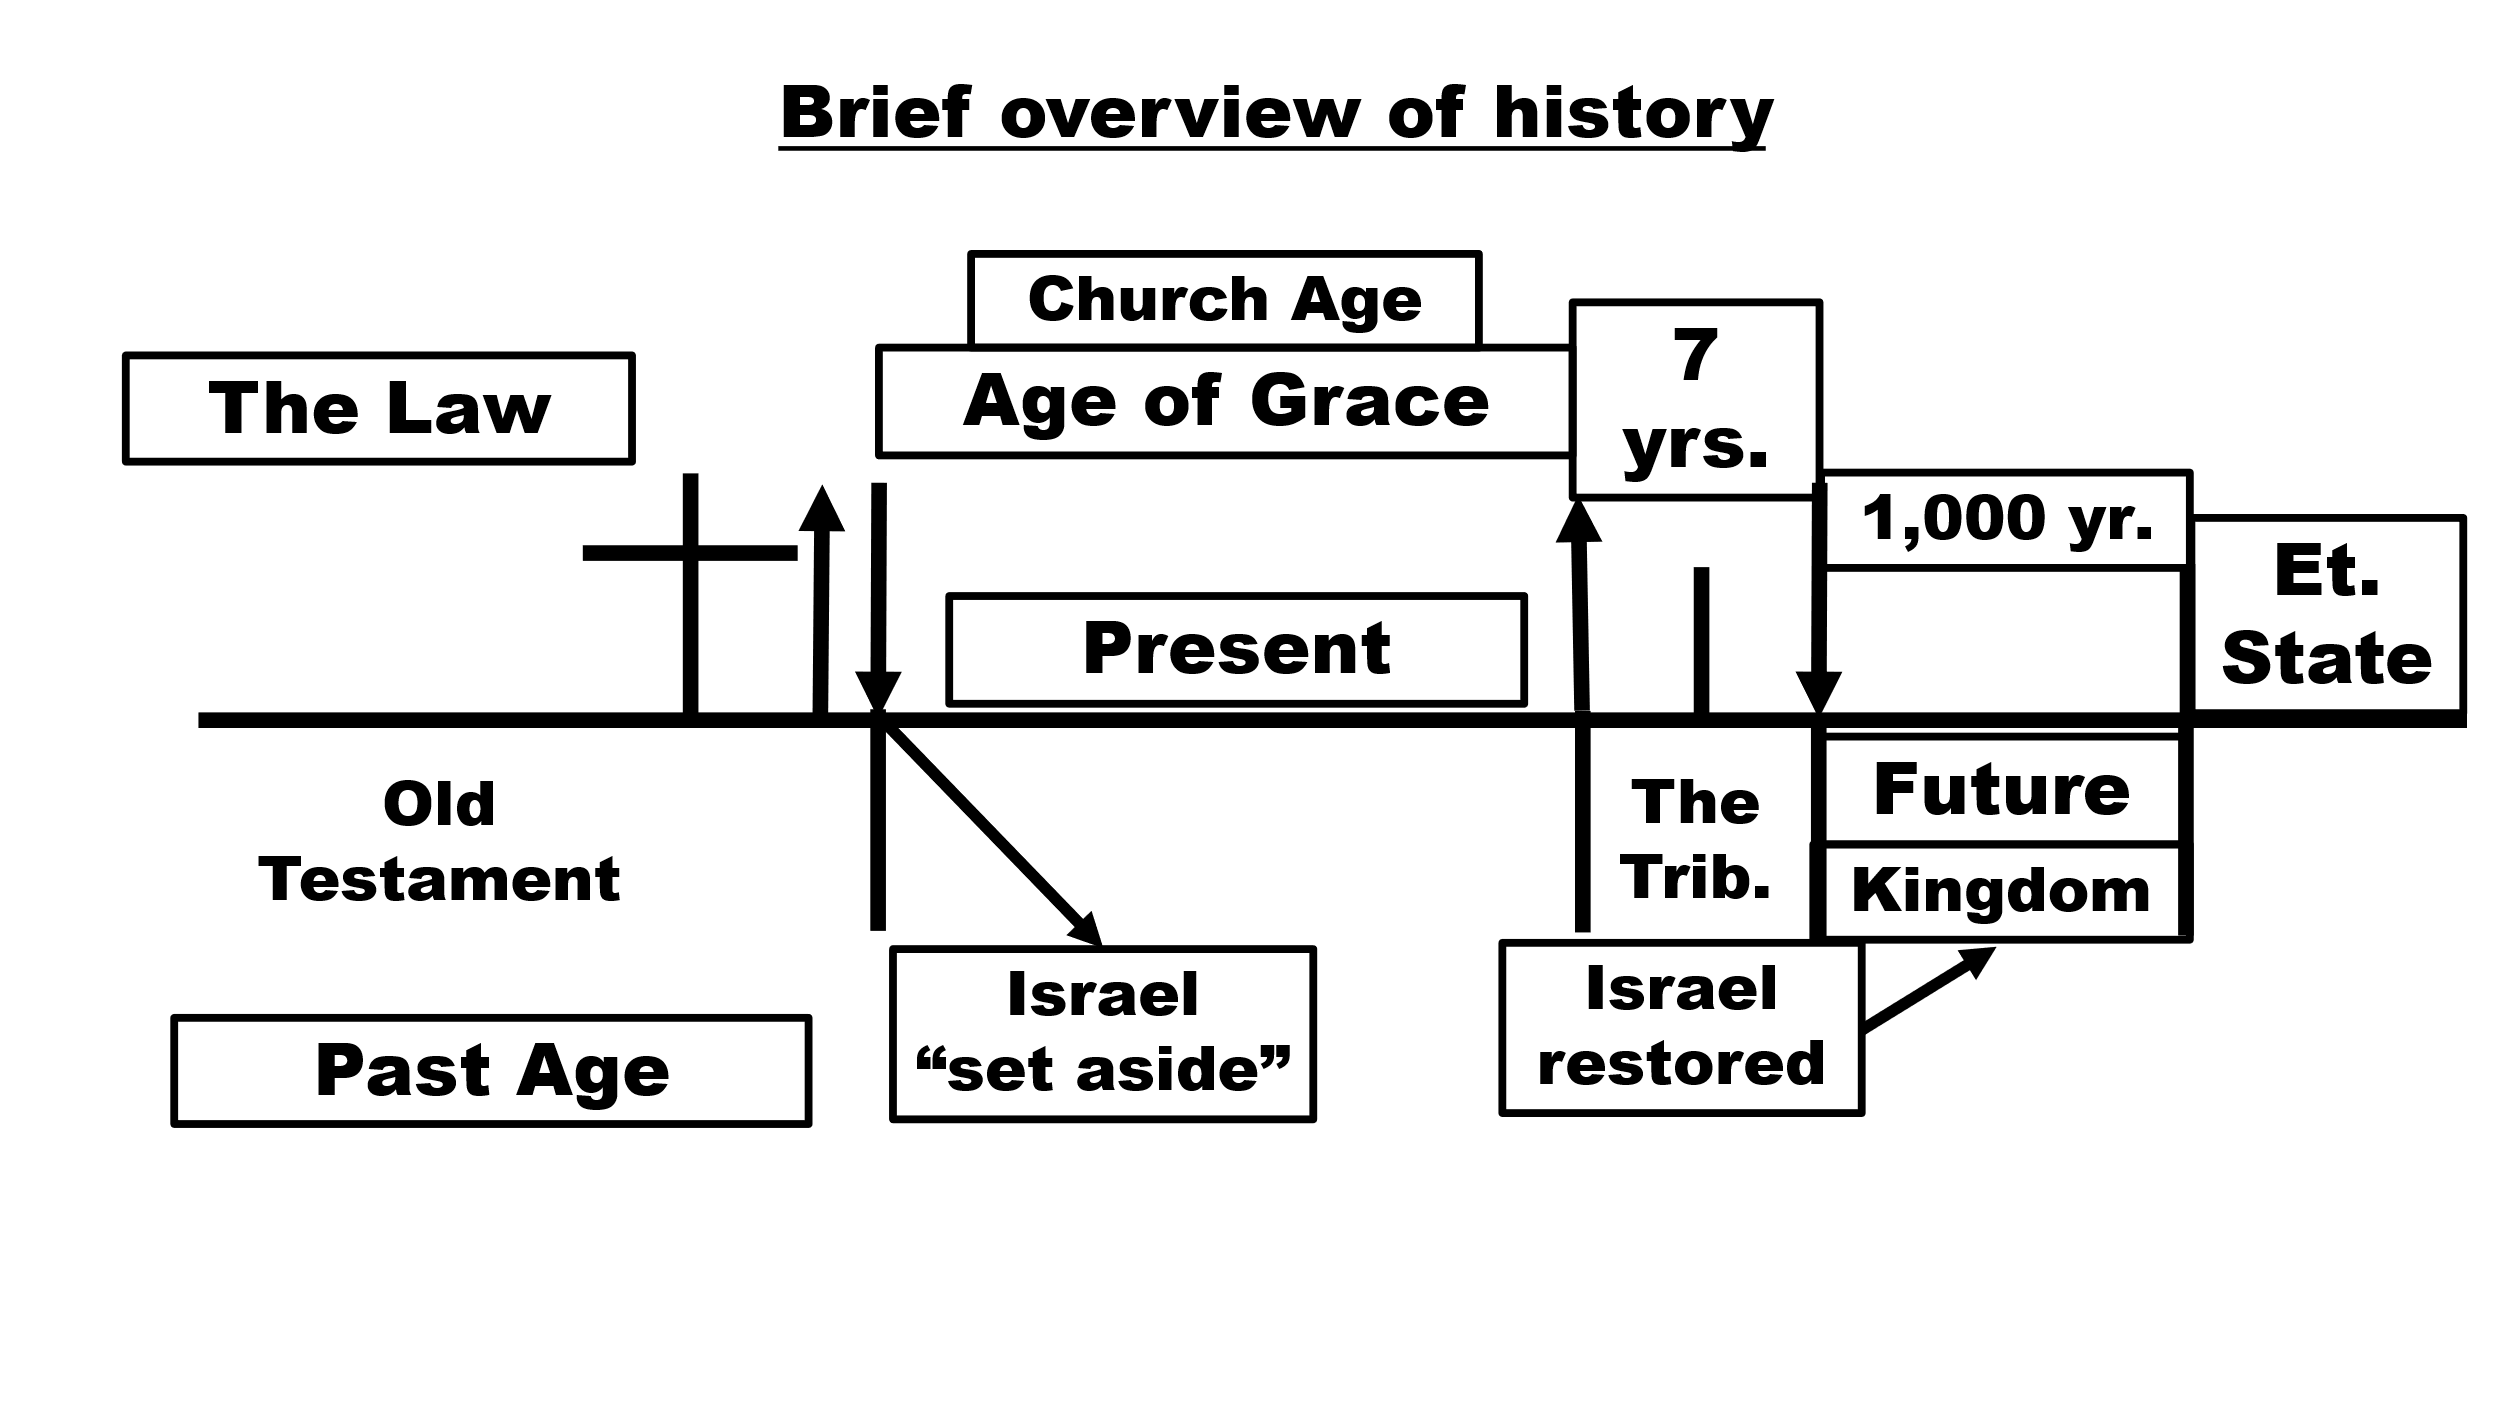 Brief overview of history
Church Age
The Law
Age of Grace
7
yrs.
1,000 yr.
Et.
State
Present
Old
Testament
The
Trib.
Future
Kingdom
Israel
“set aside”
Israel
restored
Past Age